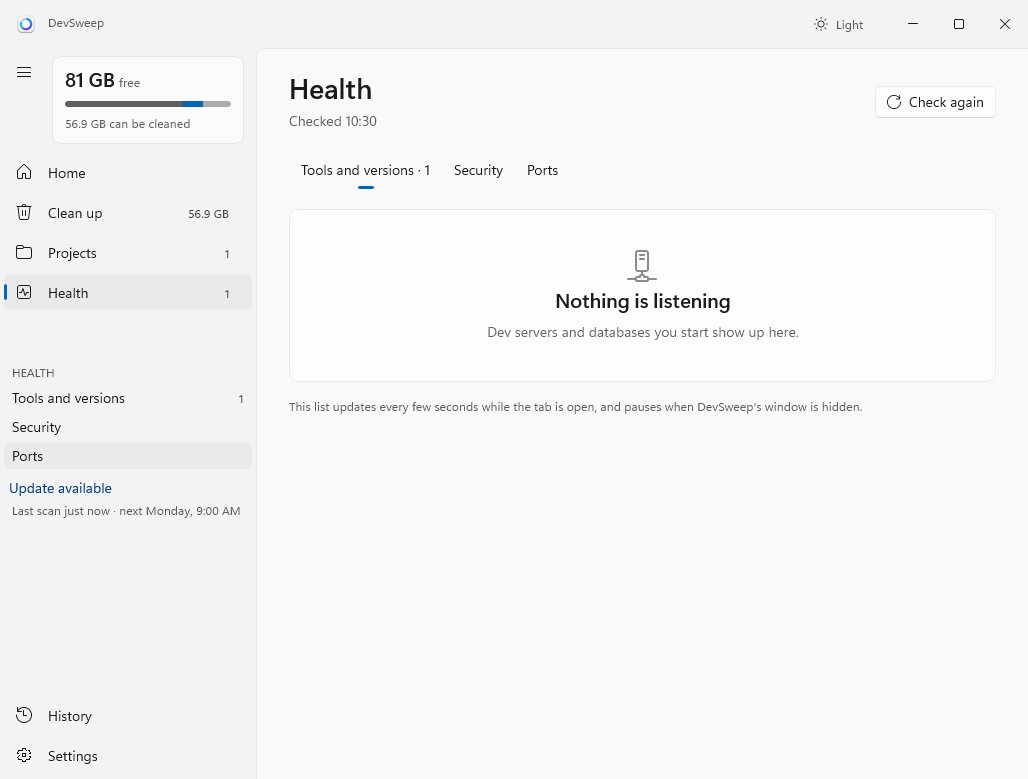 DevSweep
Light
81 GB free
56.9 GB can be cleaned
Home
Clean up 56.9 GB
Projects 1
Health 1
HEALTH
Tools and versions 1
Security
Ports
Update available
Last scan just now · next Monday, 9:00 AM
History
Settings
Health
Checked 10:30
Check again
Tools and versions · 1 Security Ports
Nothing is listening
Dev servers and databases you start show up here.
This list updates every few seconds while the tab is open, and pauses when DevSweep's window is hidden.